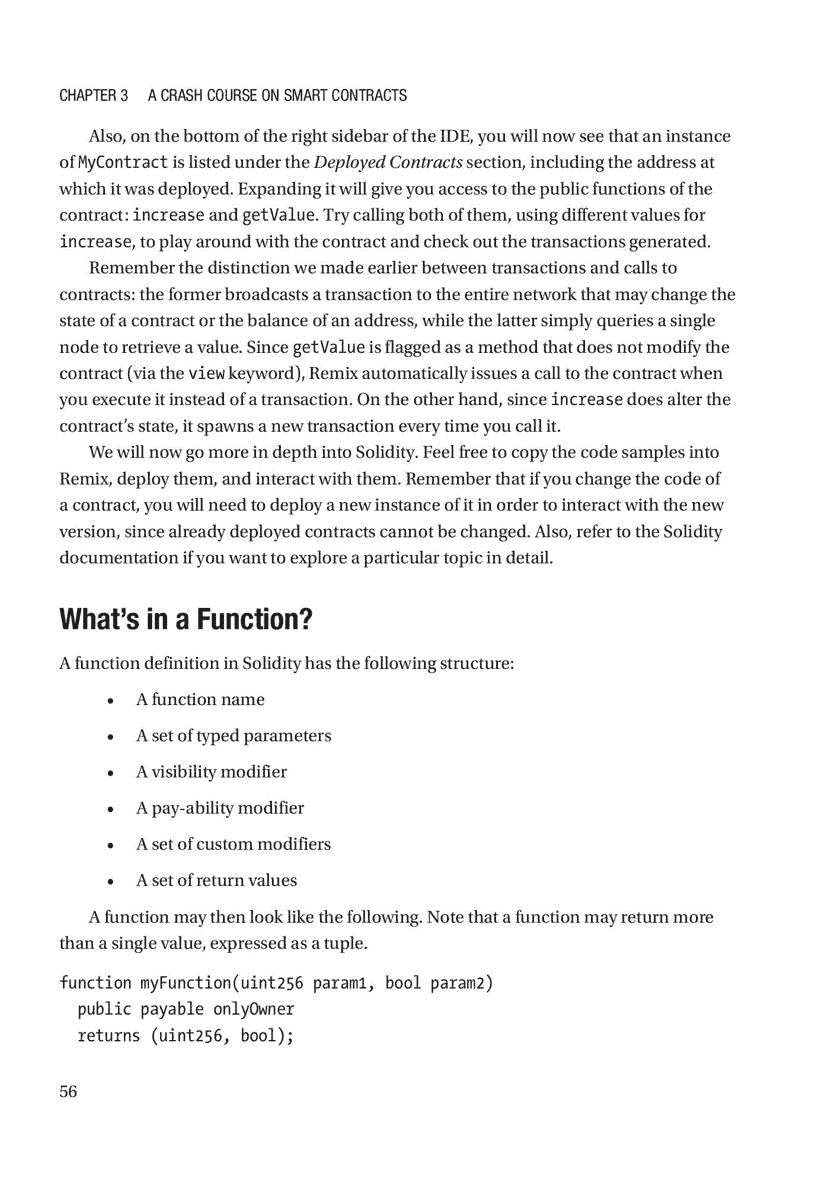 CHAPTER 3 A CRASH COURSE ON SMART CONTRACTS
Also, on the bottom of the right sidebar of the IDE, you will now see that an instance
of MyContract is listed under the Deployed Contracts section, including the address at
which it was deployed. Expanding it will give you access to the public functions of the
contract: increase and getValue. Try calling both of them, using different values for
increase, to play around with the contract and check out the transactions generated.
Remember the distinction we made earlier between transactions and calls to
contracts: the former broadcasts a transaction to the entire network that may change the
state of a contract or the balance of an address, while the latter simply queries a single
node to retrieve a value. Since getValue is flagged as a method that does not modify the
contract (via the view keyword), Remix automatically issues a call to the contract when
you execute it instead of a transaction. On the other hand, since increase does alter the
contract's state, it spawns a new transaction every time you call it.
We will now go more in depth into Solidity. Feel free to copy the code samples into
Remix, deploy them, and interact with them. Remember that if you change the code of
a contract, you will need to deploy a new instance of it in order to interact with the new
version, since already deployed contracts cannot be changed. Also, refer to the Solidity
documentation if you want to explore a particular topic in detail.
What's in a Function?
A function definition in Solidity has the following structure:
• A function name
• A set of typed parameters
• A visibility modifier
• A pay-ability modifier
• A set of custom modifiers
• A set of return values
A function may then look like the following. Note that a function may return more
than a single value, expressed as a tuple.
function myFunction(uint256 param1, bool param2)
public payable onlyOwner
returns (uint256, bool);
56